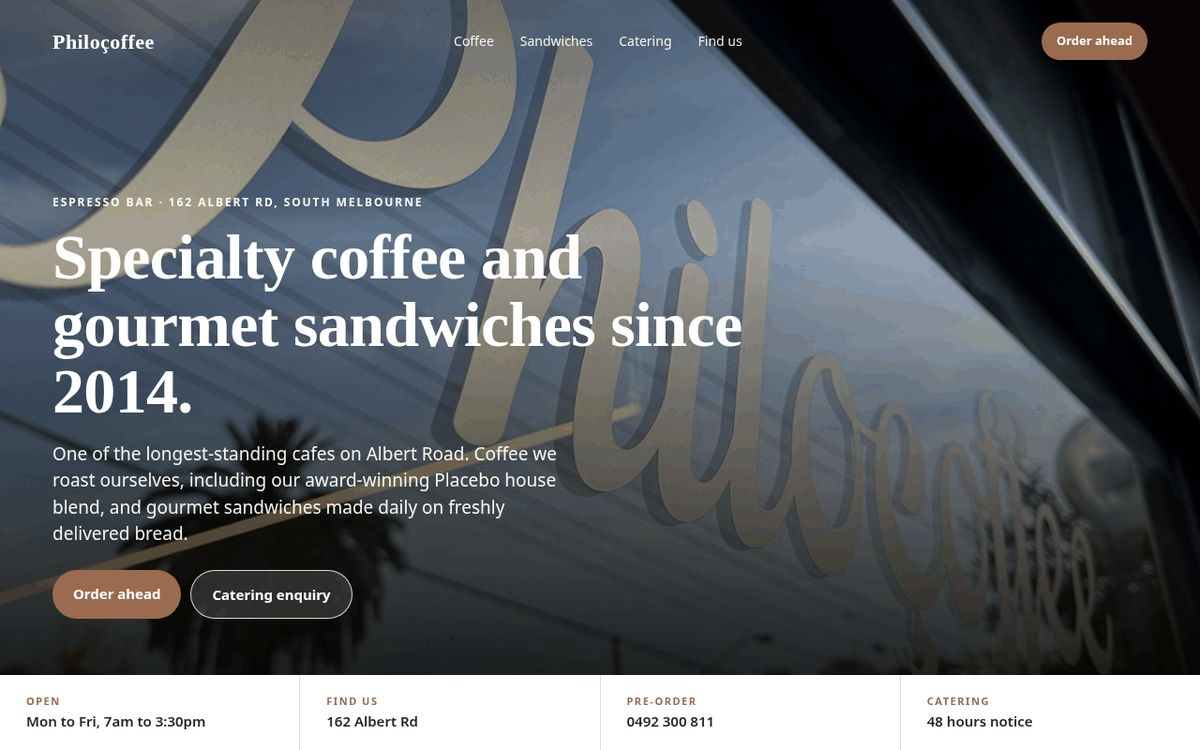 Philoçoffee
Coffee Sandwiches Catering Find us
Order ahead
ESPRESSO BAR · 162 ALBERT RD, SOUTH MELBOURNE
Specialty coffee and
gourmet sandwiches since
2014.
One of the longest-standing cafes on Albert Road. Coffee we
roast ourselves, including our award-winning Placebo house
blend, and gourmet sandwiches made daily on freshly
delivered bread.
Order ahead Catering enquiry
Philoçoffee
OPEN
Mon to Fri, 7am to 3:30pm
FIND US
162 Albert Rd
PRE-ORDER
0492 300 811
CATERING
48 hours notice